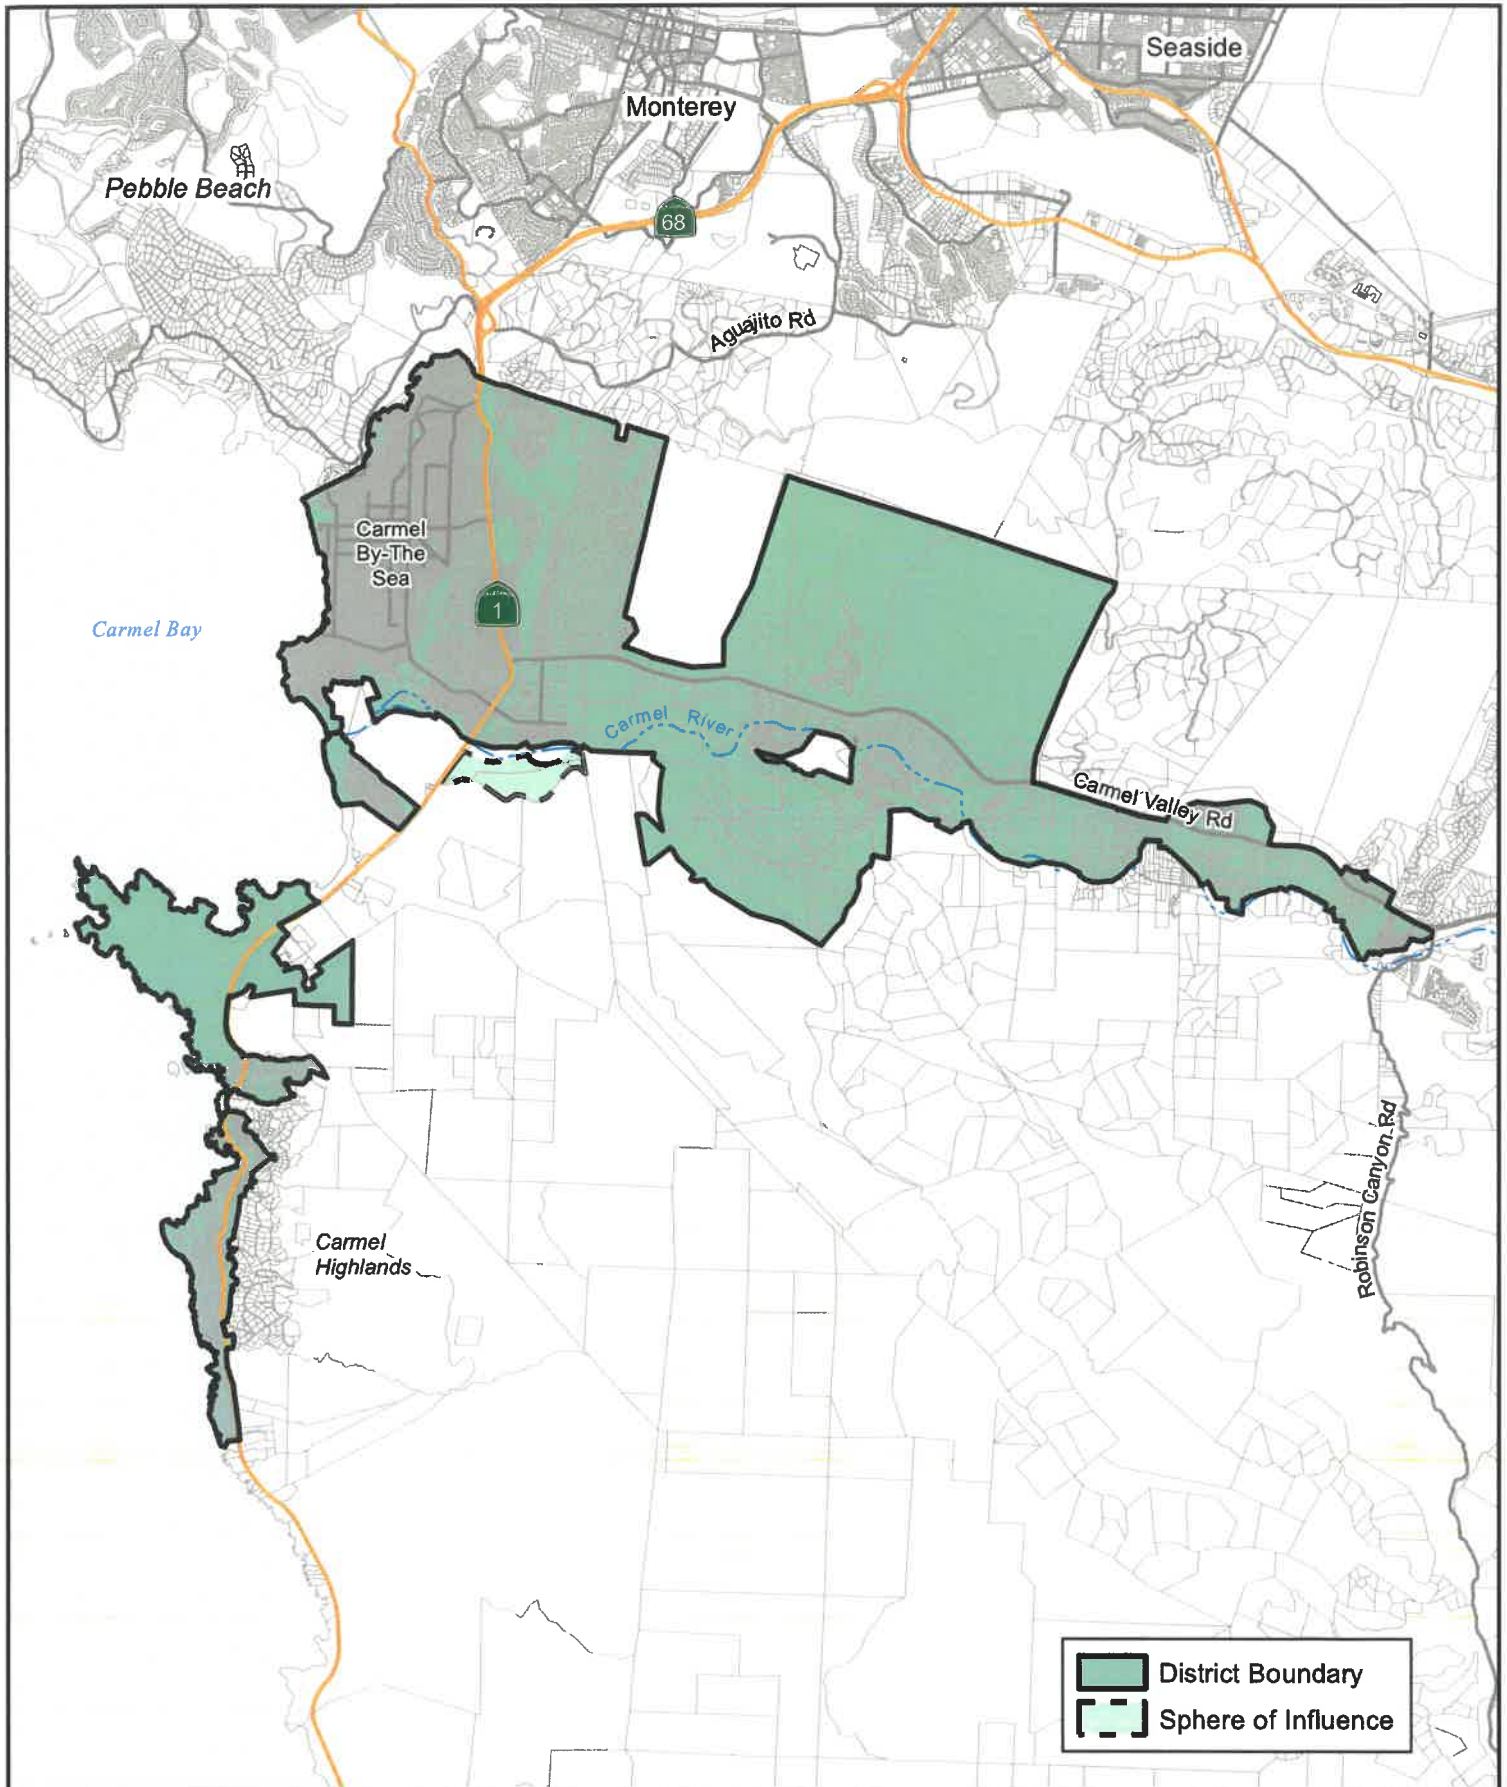 Seaside
Monterey
Pebble Beach
68
Aguajito Rd
Carmel
By-The
Sea
1
Carmel Bay
Carmel River
Carmel Valley Rd
Robinson Canyon Rd
Carmel
Highlands
District Boundary
Sphere of Influence